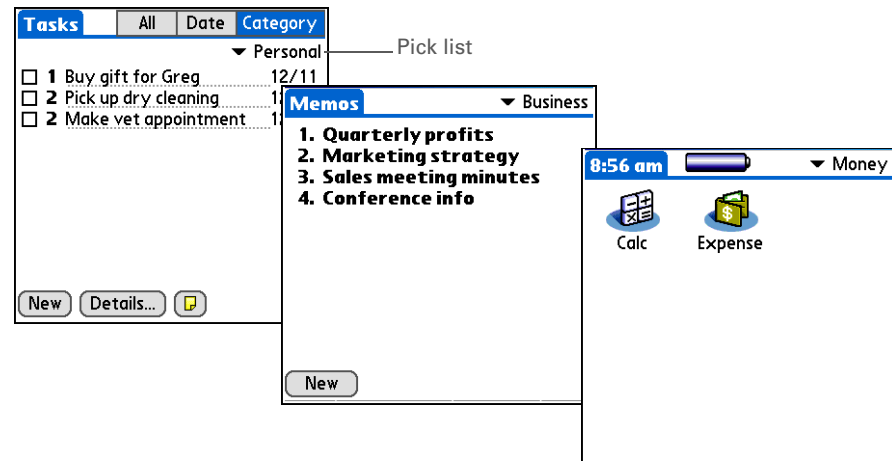 Tasks All Date Category
Personal
Pick list
1 Buy gift for Greg 12/11
2 Pick up dry cleaning 1
2 Make vet appointment 1
New Details...
Memos Business
1. Quarterly profits
2. Marketing strategy
3. Sales meeting minutes
4. Conference info
New
8:56 am Money
Calc Expense